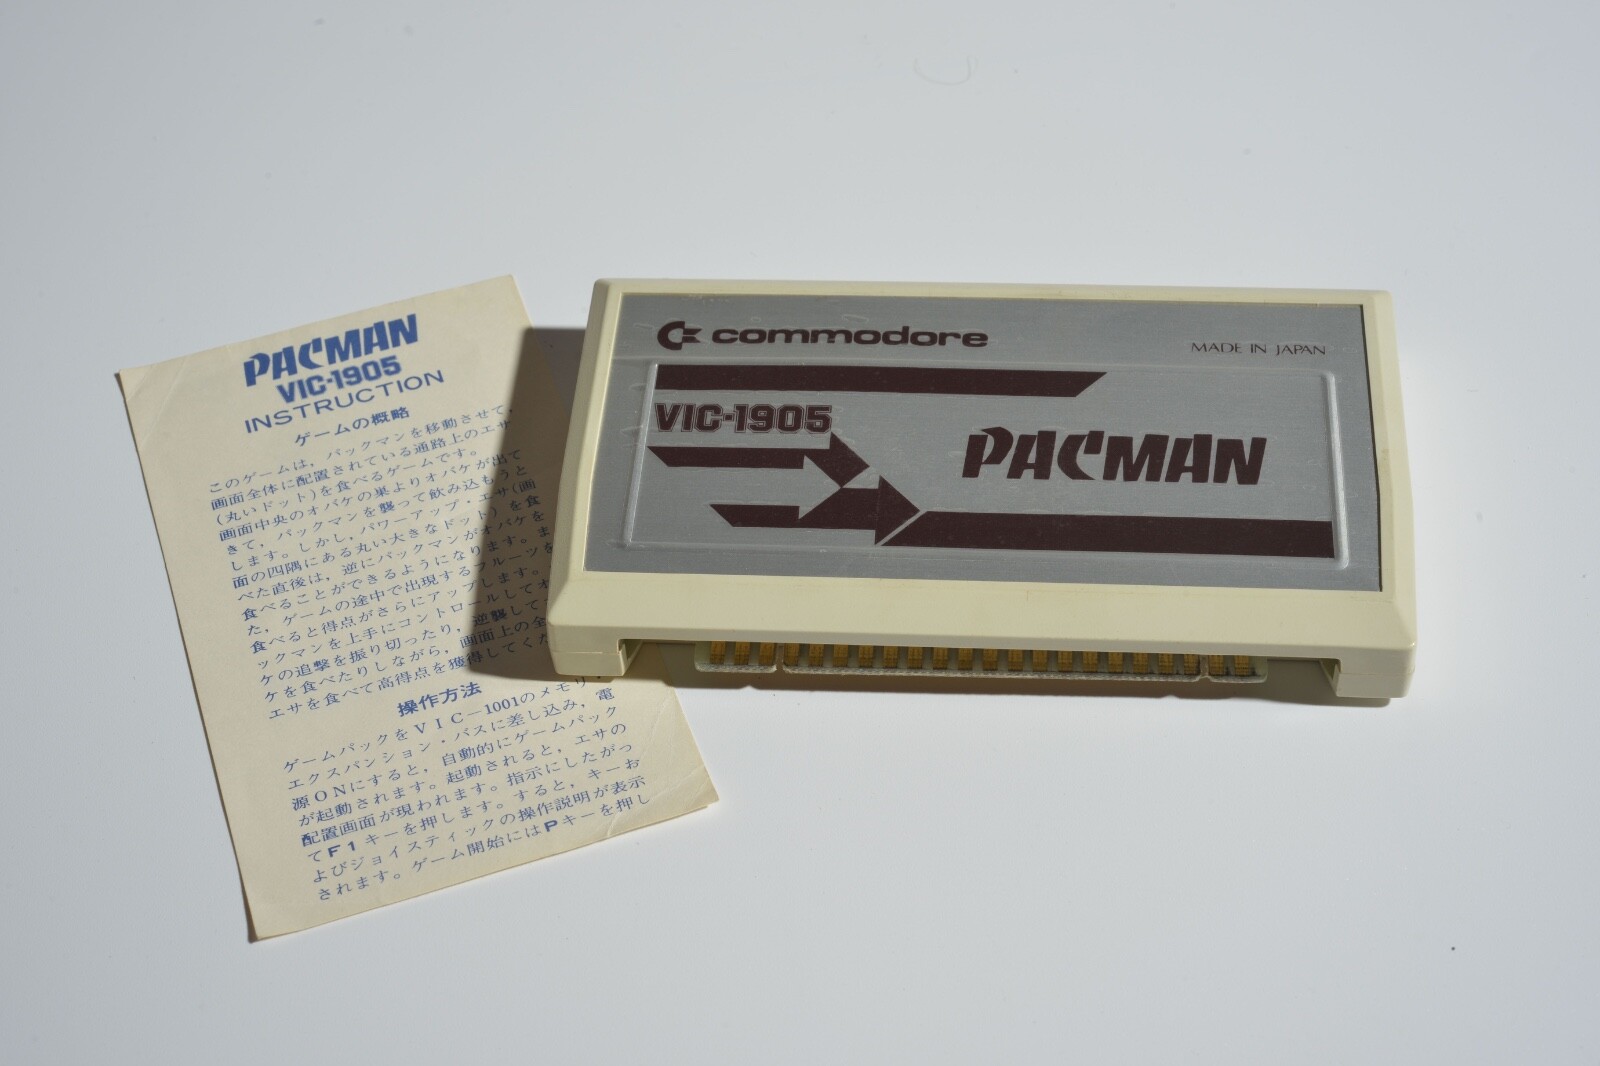 PACMAN
VIC-1905
INSTRUCTION
ゲームの概略
このゲームは，パックマンを移動させて，
画面全体に配置されている通路上のエサ
(丸いドット)を食べるゲームです。
画面中央のオバケの巣よりオバケが出て
きて，パックマンを襲って飲み込もうと
します。しかし，パワーアップ・エサ(画
面の四隅にある丸い大きなドット)を食
べた直後は，逆にパックマンがオバケを
食べることができるようになります。ま
た，ゲームの途中で出現するフルーツを
食べると得点がさらにアップします。
ックマンを上手にコントロールしてオ
ケの追撃を振り切ったり，逆襲して
ケを食べたりしながら，画面上の全
エサを食べて高得点を獲得してくだ
操作方法
ゲームパックをVIC－1001のメモリ・
エクスパンション・バスに差し込み，電
源ONにすると，自動的にゲームパック
が起動されます。起動されると，エサの
配置画面が現われます。指示にしたがっ
てF1キーを押します。すると，キーお
よびジョイスティックの操作説明が表示
されます。ゲーム開始にはPキーを押し
commodore
MADE IN JAPAN
VIC-1905
PACMAN